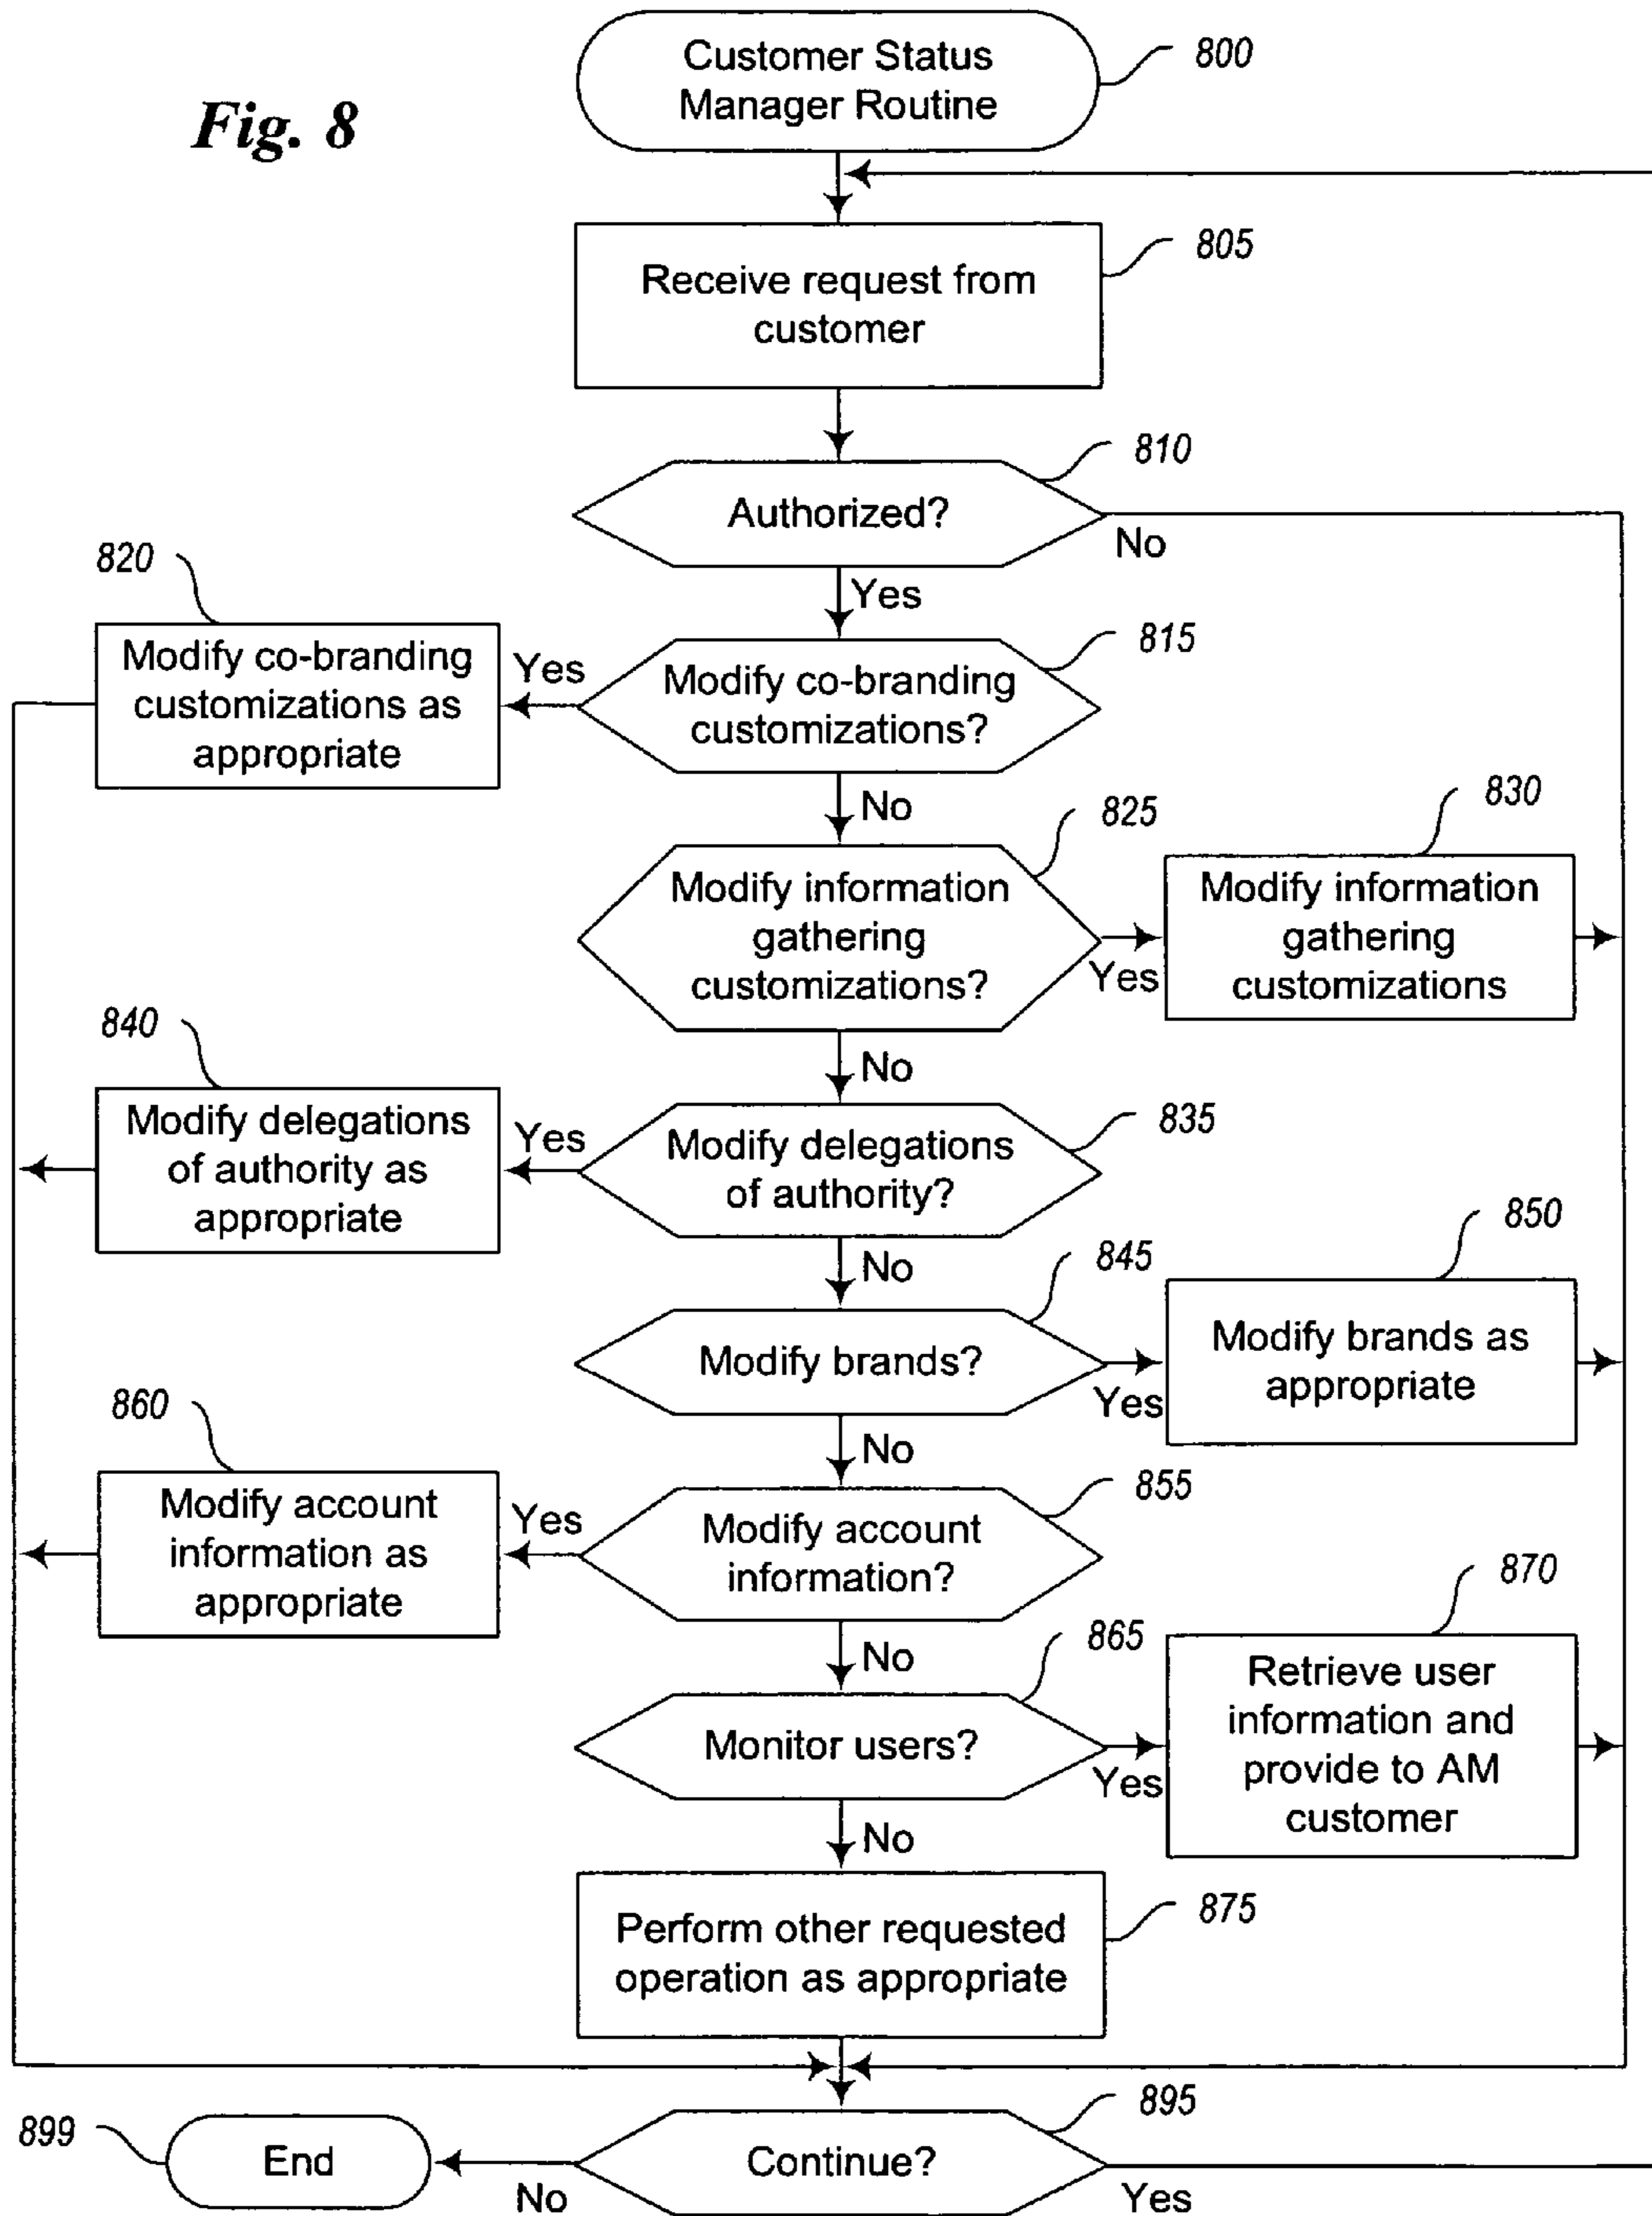 Fig. 8
Customer Status
Manager Routine
800
Receive request from
customer
805
Authorized?
810
No
Yes
820
Modify co-branding
customizations as
appropriate
Yes
Modify co-branding
customizations?
815
No
Modify information
gathering
customizations?
825
Yes
830
Modify information
gathering
customizations
No
840
Modify delegations
of authority as
appropriate
Yes
Modify delegations
of authority?
835
No
Modify brands?
845
Yes
850
Modify brands as
appropriate
No
860
Modify account
information as
appropriate
Yes
Modify account
information?
855
No
Monitor users?
865
Yes
870
Retrieve user
information and
provide to AM
customer
No
Perform other requested
operation as appropriate
875
899
End
No
Continue?
895
Yes